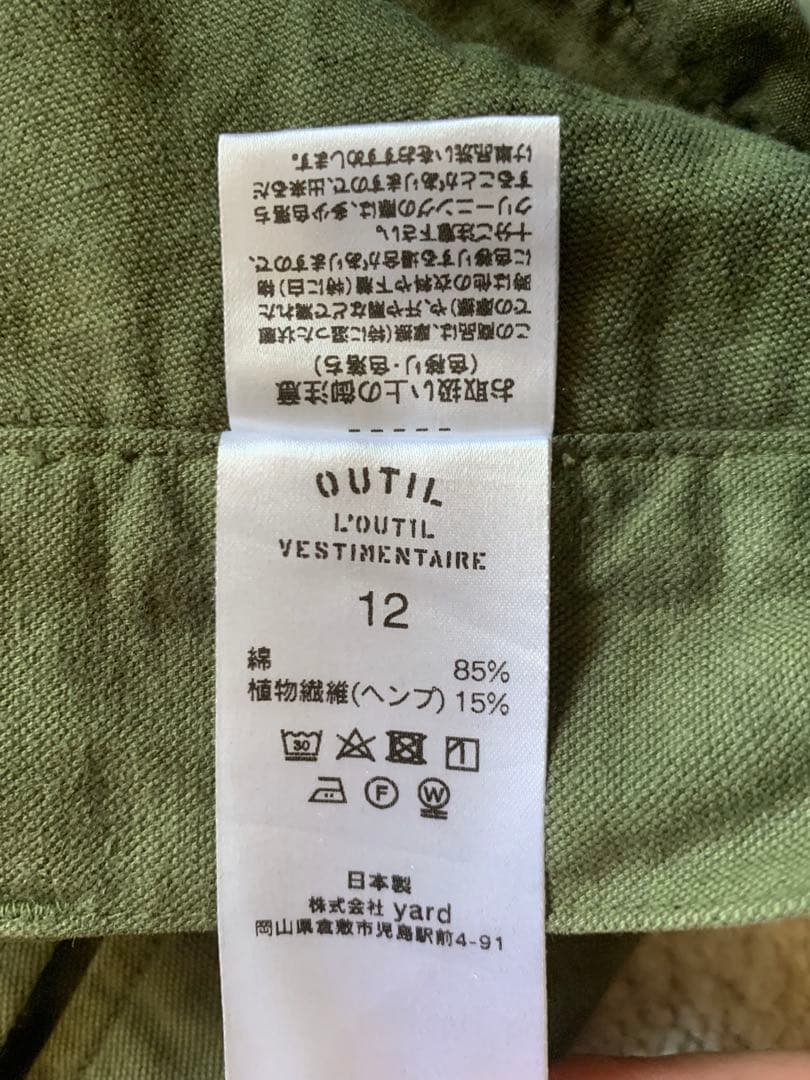 お取扱い上の御注意
(色移り・色落ち)
この商品は、摩擦(特に湿った状態
での摩擦)や、汗や雨などで濡れた
時は他の衣料や下着(特に白物)
に色移りする場合がありますので、
十分ご注意下さい。
クリーニングの際は、多少色落ち
することがありますので、出来るだ
け単品洗いをおすすめします。
OUTIL
L'OUTIL
VESTIMENTAIRE
12
綿 85%
植物繊維(ヘンプ) 15%
30
F W
日本製
株式会社 yard
岡山県倉敷市児島駅前4-91